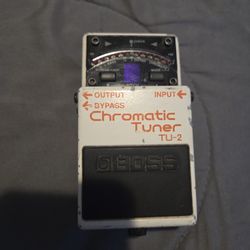 OUTPUT INPUT
BYPASS
Chromatic
Tuner
TU-2
BOSS